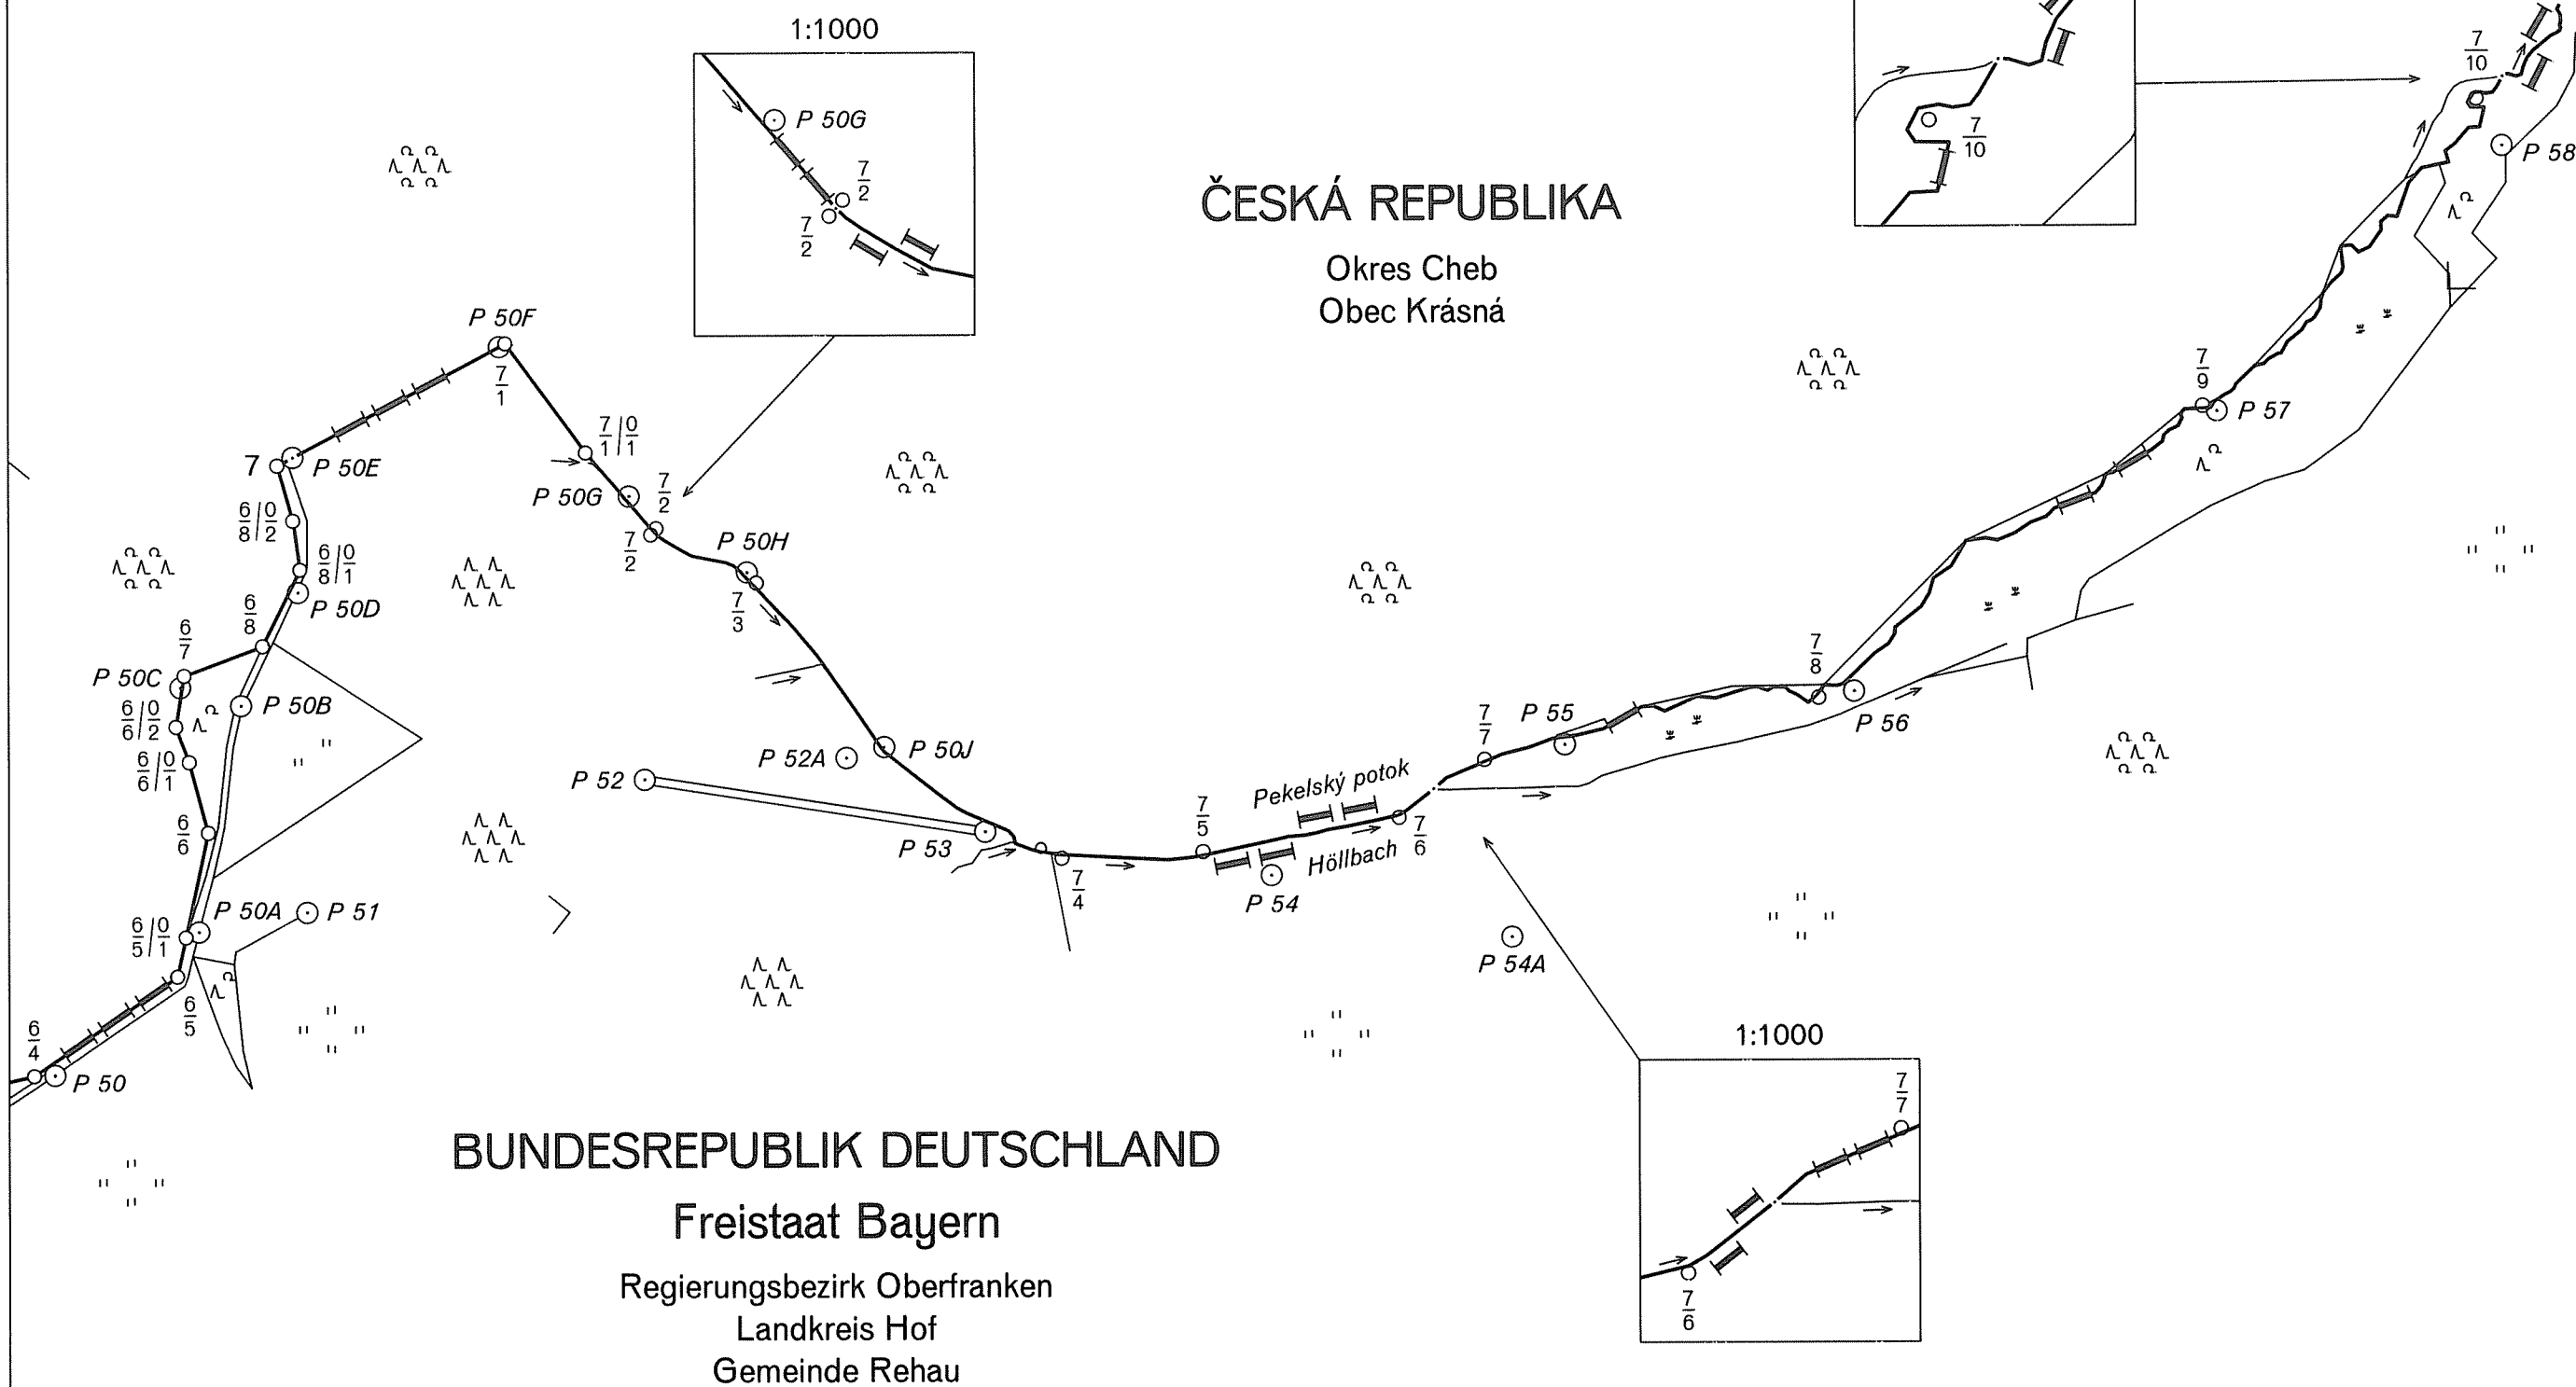 1:1000
P 50G
7/2
7/2
7/10
7/10
P 58
ČESKÁ REPUBLIKA
Okres Cheb
Obec Krásná
P 50F
7/1
7/1|0/1
7 P 50E
P 50G 7/2
7/2
6/8|0/2
6/8|0/1
P 50H
7/3
P 50D
6/8
6/7
P 50C
P 50B
6/6|0/2
6/6|0/1
6/6
7/9
P 57
7/8
P 56
P 55
7/7
P 52A
P 50J
P 52
Pekelský potok
7/5
7/6
P 53
Höllbach
7/4
P 54
P 50A
P 51
6/5|0/1
P 54A
6/5
6/4
P 50
1:1000
7/7
7/6
BUNDESREPUBLIK DEUTSCHLAND
Freistaat Bayern
Regierungsbezirk Oberfranken
Landkreis Hof
Gemeinde Rehau